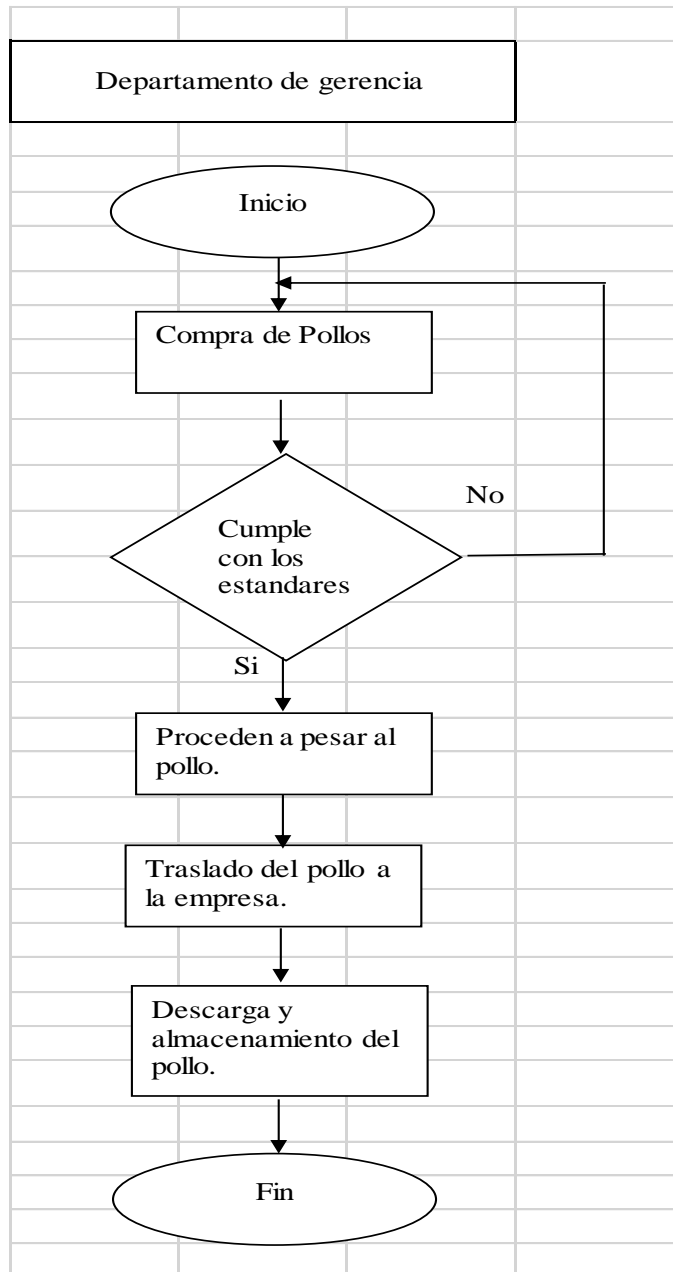 Departamento de gerencia
Inicio
Compra de Pollos
No
Cumple
con los
estandares
Si
Proceden a pesar al
pollo.
Traslado del pollo a
la empresa.
Descarga y
almacenamiento del
pollo.
Fin